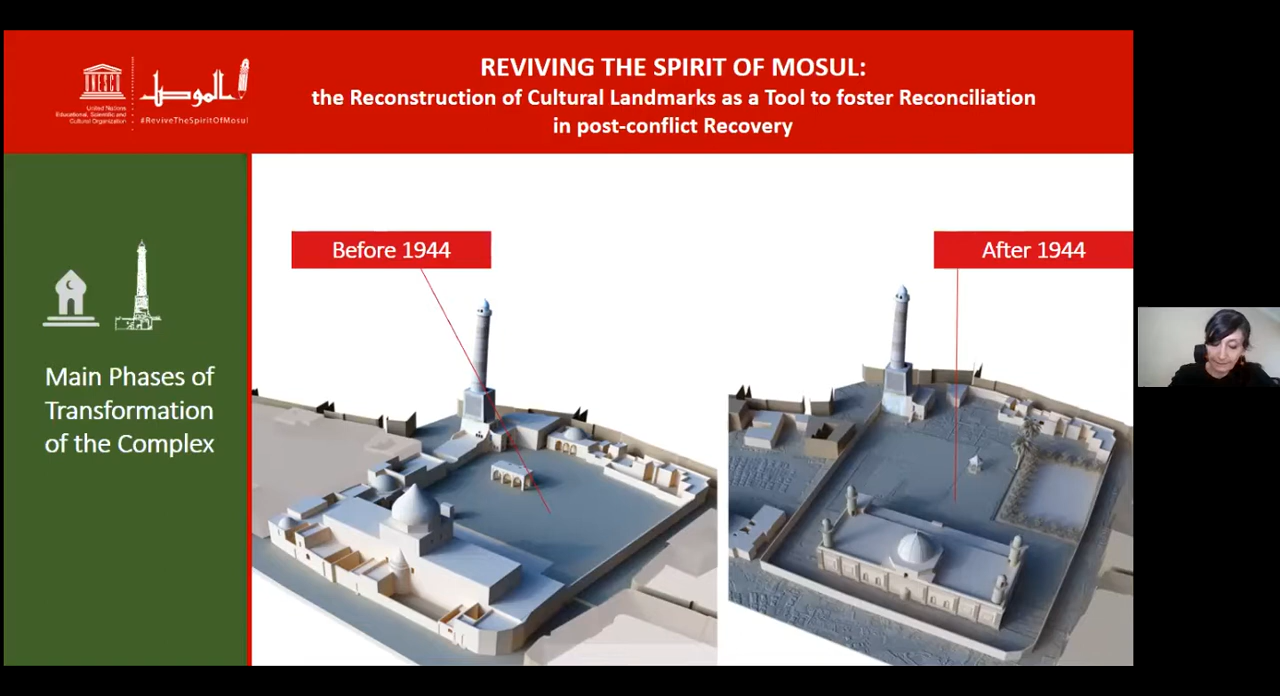 REVIVING THE SPIRIT OF MOSUL:
the Reconstruction of Cultural Landmarks as a Tool to foster Reconciliation
in post-conflict Recovery
UNESCO
United Nations
Educational, Scientific and
Cultural Organization
الموصل
#ReviveTheSpiritOfMosul
Main Phases of
Transformation
of the Complex
Before 1944
After 1944